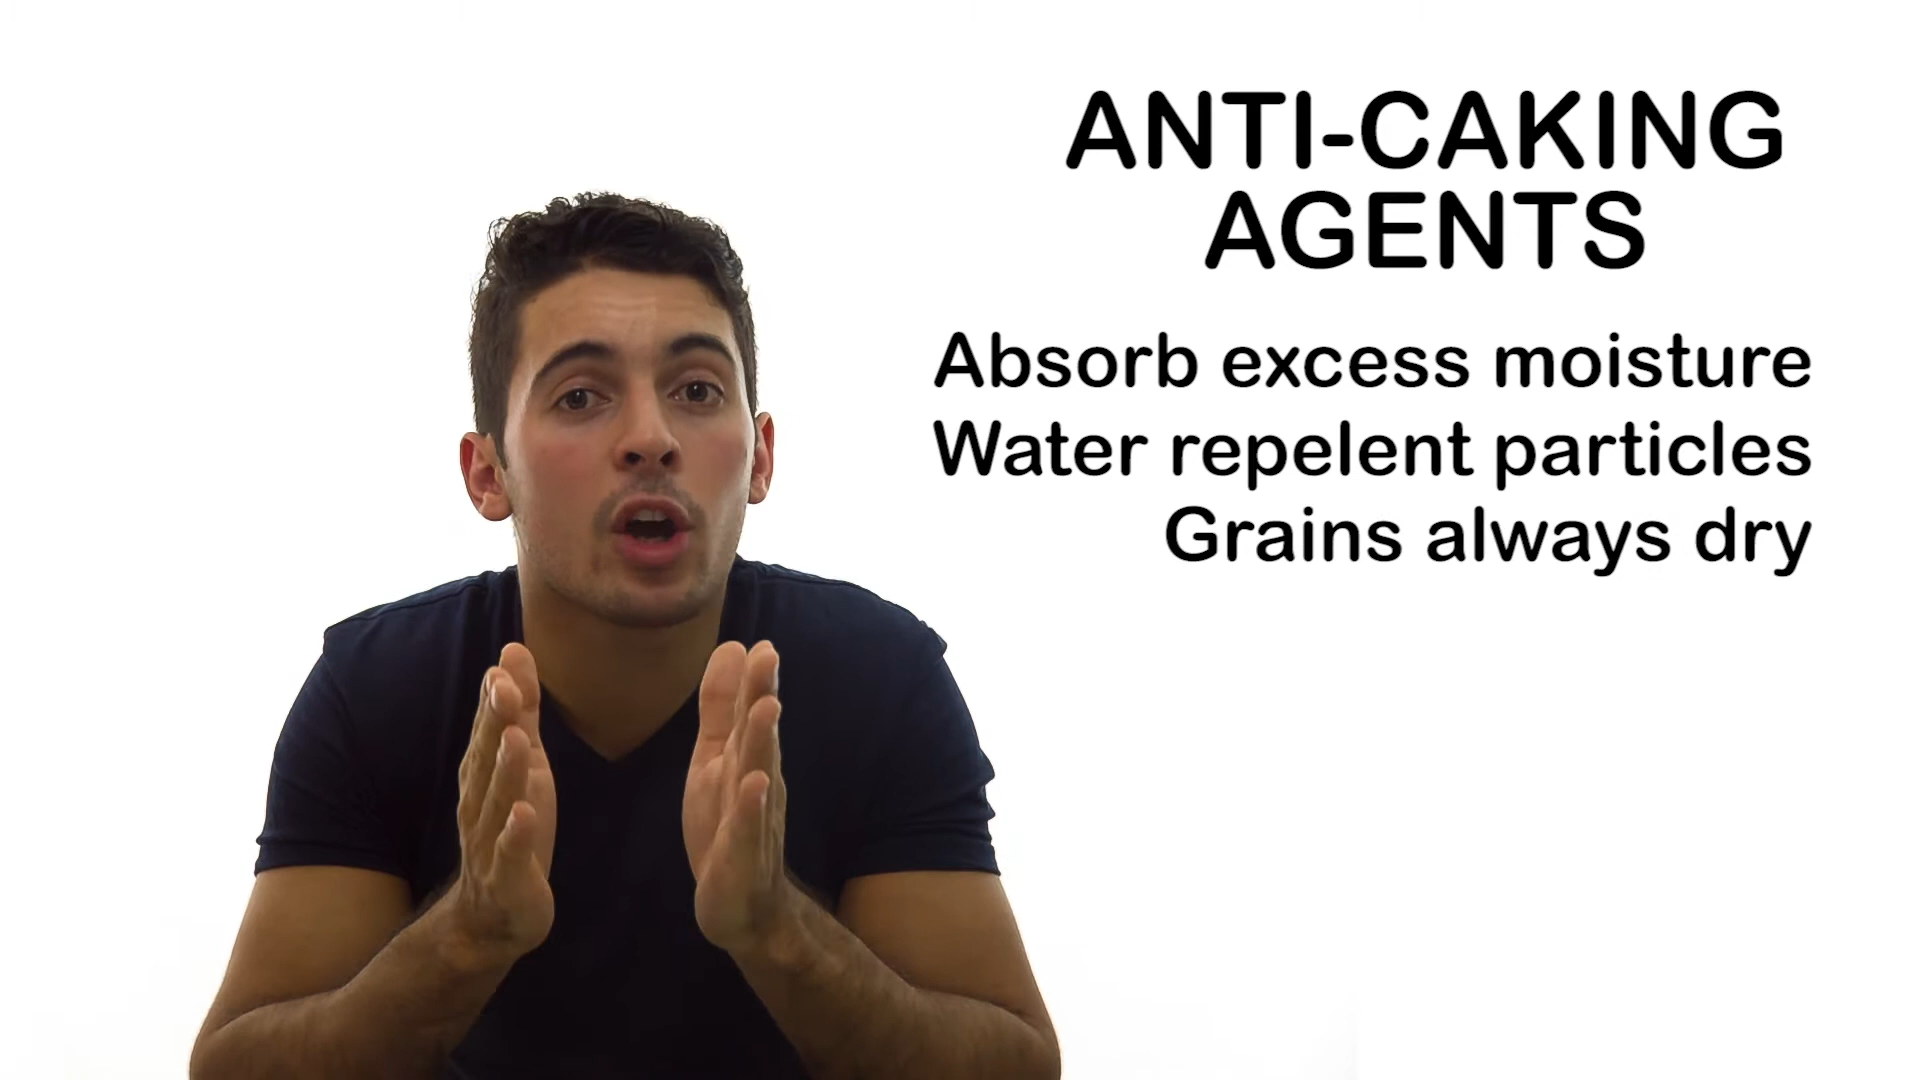 ANTI-CAKING
AGENTS
Absorb excess moisture
Water repelent particles
Grains always dry